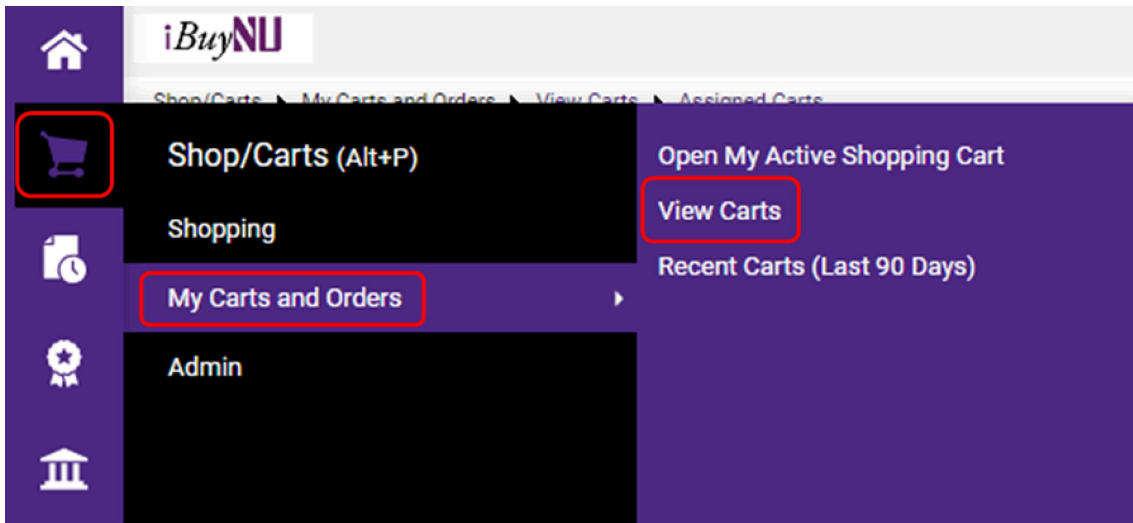 iBuyNU
Shop/Carts ▶ My Carts and Orders ▶ View Carts ▶ Assigned Carts
Shop/Carts (Alt+P)
Shopping
My Carts and Orders
Admin
Open My Active Shopping Cart
View Carts
Recent Carts (Last 90 Days)